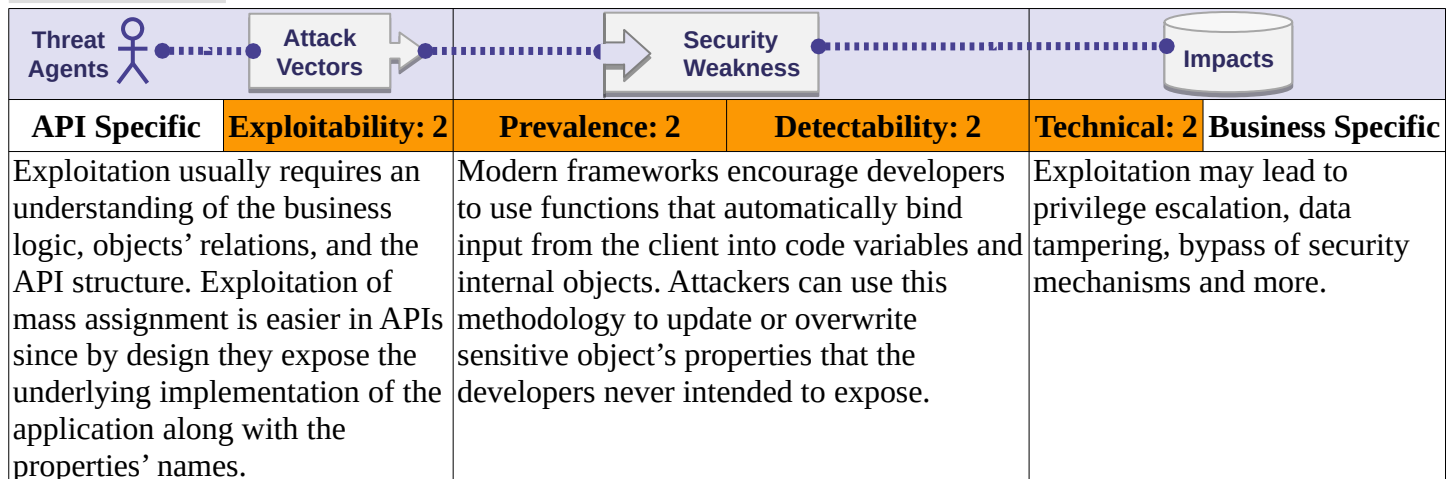 Threat Agents
Attack Vectors
Security Weakness
Impacts
API Specific
Exploitability: 2
Prevalence: 2
Detectability: 2
Technical: 2
Business Specific
Exploitation usually requires an
understanding of the business
logic, objects’ relations, and the
API structure. Exploitation of
mass assignment is easier in APIs
since by design they expose the
underlying implementation of the
application along with the
properties’ names.
Modern frameworks encourage developers
to use functions that automatically bind
input from the client into code variables and
internal objects. Attackers can use this
methodology to update or overwrite
sensitive object’s properties that the
developers never intended to expose.
Exploitation may lead to
privilege escalation, data
tampering, bypass of security
mechanisms and more.